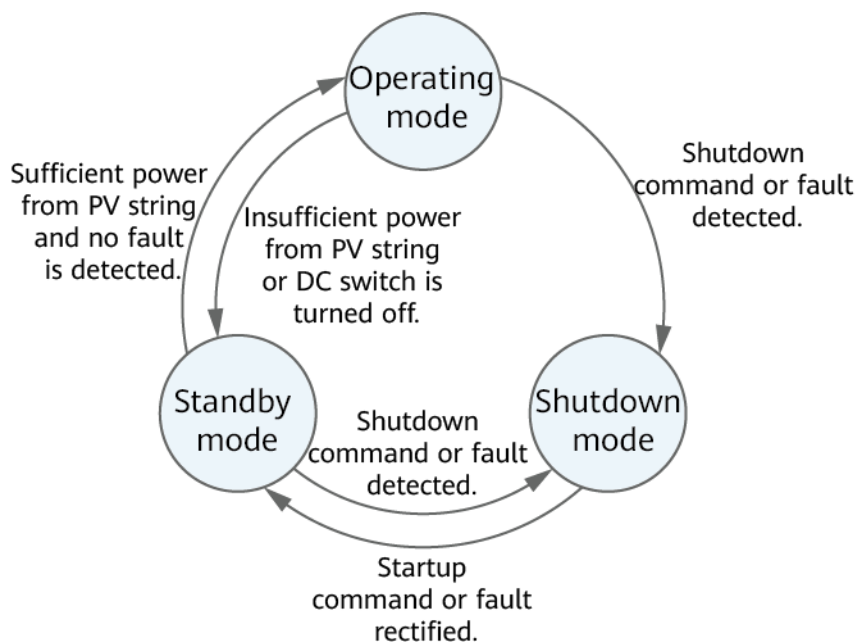 Operating
mode
Shutdown
command or fault
detected.
Sufficient power
from PV string
and no fault
is detected.
Insufficient power
from PV string
or DC switch is
turned off.
Standby
mode
Shutdown
command or fault
detected.
Shutdown
mode
Startup
command or fault
rectified.